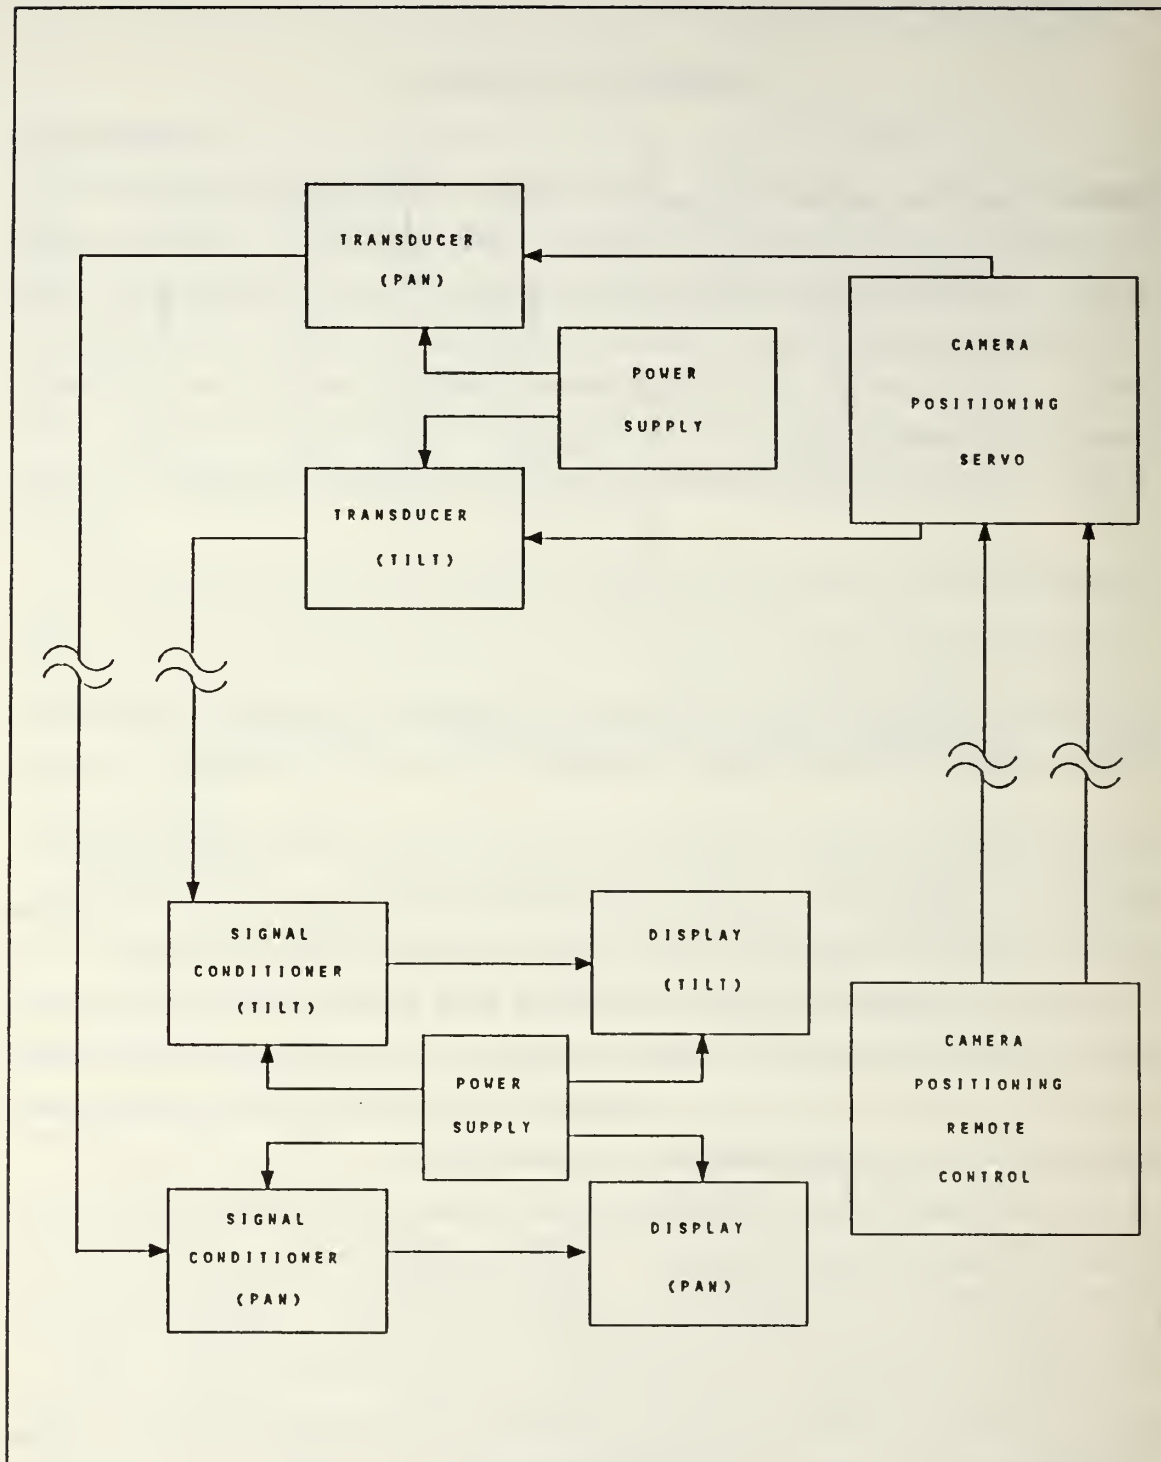 TRANSDUCER
(PAN)
POWER
SUPPLY
CAMERA
POSITIONING
SERVO
TRANSDUCER
(TILT)
SIGNAL
CONDITIONER
(TILT)
DISPLAY
(TILT)
POWER
SUPPLY
CAMERA
POSITIONING
REMOTE
CONTROL
SIGNAL
CONDITIONER
(PAN)
DISPLAY
(PAN)